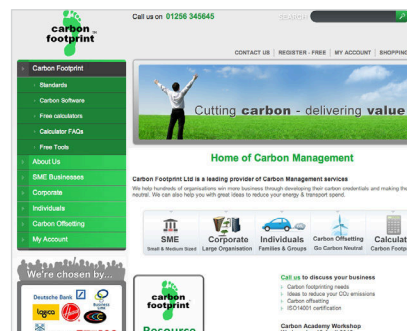 carbon
footprint
Call us on 01256 345645
SEARCH
CONTACT US | REGISTER - FREE | MY ACCOUNT | SHOPPING
Carbon Footprint
Standards
Carbon Software
Free calculators
Calculator FAQs
Free Tools
About Us
SME Businesses
Corporate
Individuals
Carbon Offsetting
My Account
Cutting carbon - delivering value
Home of Carbon Management
Carbon Footprint Ltd is a leading provider of Carbon Management services
We help hundreds of organisations win more business through developing their carbon credentials and making the
neutral. We can also help you with great ideas to reduce your energy & transport spend.
SME
Small & Medium Sized
Corporate
Large Organisation
Individuals
Families & Groups
Carbon Offsetting
Go Carbon Neutral
Calculat
Carbon Footp
We're chosen by...
Deutsche Bank
logica
Hoover
carbon
footprint
Resource
Call us to discuss your business
Carbon footprinting needs
Ideas to reduce your CO2 emissions
Carbon offsetting
ISO14001 certification
Carbon Academy Workshop